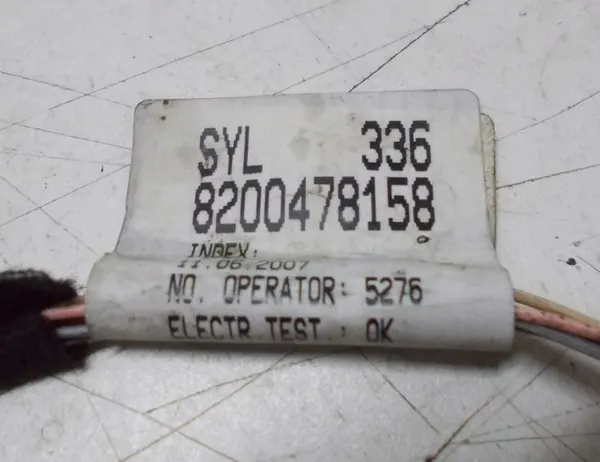 SYL 336
8200478158
INDEX:
11.06.2007
NO. OPERATOR: 5276
ELECTR.TEST.: OK